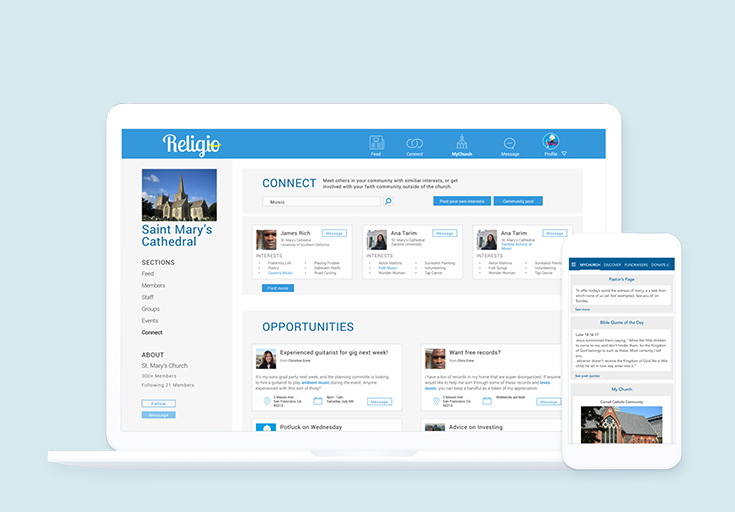 Religio
Feed
Connect
MyChurch
Message
Profile
Saint Mary's
Cathedral
SECTIONS
Feed
Members
Staff
Groups
Events
Connect
ABOUT
St. Mary's Church
300+ Members
Following 21 Members
Follow
Message
CONNECT
Meet others in your community with similiar interests, or get
involved with your faith community outside of the church.
Music
Post your own interests
Community post
James Rich
Message
St. Mary's Cathedral
University of Southern California
INTERESTS
Fraternity Life
Poetry
Country Music
Playing Frisbee
Saltwater Reefs
Road Cycling
Ana Tarim
Message
St. Mary's Cathedral
Central University
INTERESTS
Aston Martins
Folk Music
Wonder Woman
Surrealist Painting
Volunteering
Tap Dance
Ana Tarim
Message
St. Mary's Cathedral
Central School of
Music
INTERESTS
Aston Martins
Folk Songs
Wonder Woman
Surrealist Painting
Volunteering
Tap Dance
Find more
OPPORTUNITIES
Experienced guitarist for gig next week!
from Christine Erew
It's my sons grad party next week, and the planning committe is looking
to hiring a guitarist to play ambient music during the event. Anyone
experienced with this sort of thing?
2 Mason Ave
San Francisco, CA
94013
6pm - 1am
Saturday July 5th
Message
Want free records?
from Chris Erew
I have a ton of records in my home that are super disorganized. If
would like to help me sort through some of these records and
music, you can keep a handful as a token of my appreciation
2 Mason Ave
San Francisco, CA
94013
Weekends are best
Message
Potluck on Wednesday
Advice on Investing
MYCHURCH
DISCOVER
FUNDRAISERS
DONATE
Pastor's Page
To offer today's world the witness of mercy is a task from
which none of us can feel exempted. See you all on
Sunday.
See more
Bible Quote of the Day
Luke 18:16-17
Jesus summoned them, saying, "Allow the little children
to come to me, and don't hinder them, for the Kingdom
of God belongs to such as these. Most certainly, I tell
you,
whoever doesn't receive the Kingdom of God like a little
child, he will in no way enter into it."
See past quotes
My Church
Cornell Catholic Community